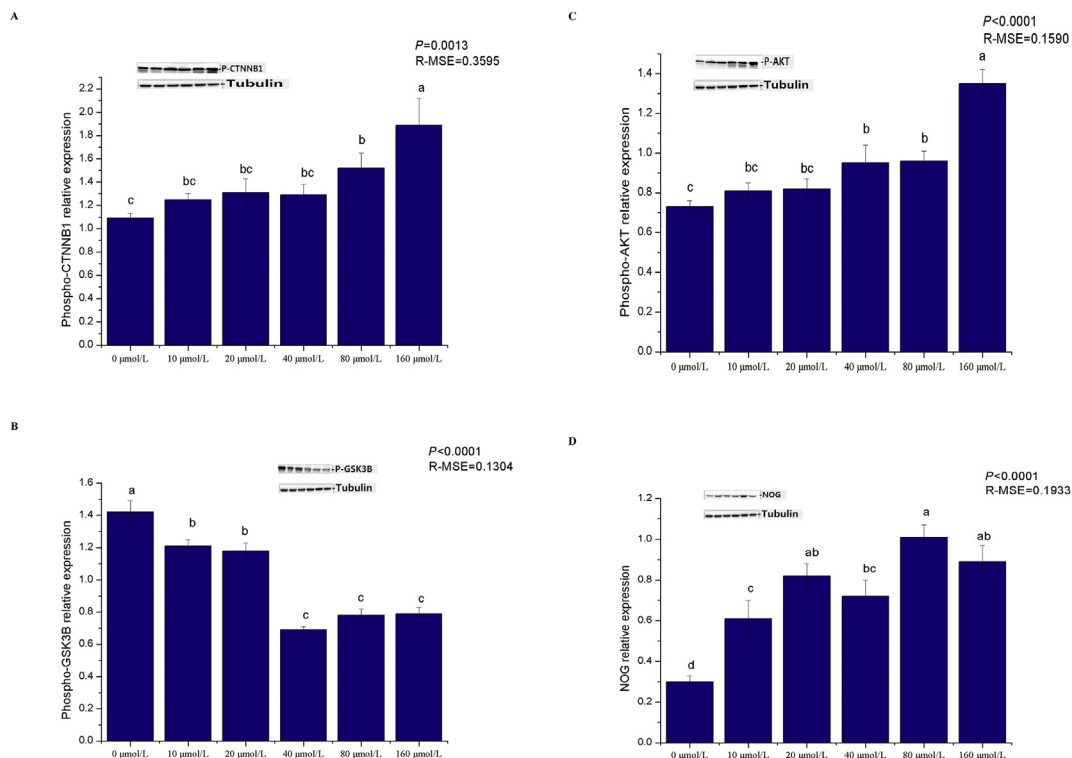 A
P=0.0013
R-MSE=0.3595
P-CTNNB1
Tubulin
Phospho-CTNNB1 relative expression
2.2
2.0
1.8
1.6
1.4
1.2
1.0
0.8
0.6
0.4
0.2
0.0
c
bc
bc
bc
b
a
0 μmol/L 10 μmol/L 20 μmol/L 40 μmol/L 80 μmol/L 160 μmol/L
B
P<0.0001
R-MSE=0.1304
P-GSK3B
Tubulin
Phospho-GSK3B relative expression
1.6
1.4
1.2
1.0
0.8
0.6
0.4
0.2
0.0
a
b
b
c
c
c
0 μmol/L 10 μmol/L 20 μmol/L 40 μmol/L 80 μmol/L 160 μmol/L
C
P<0.0001
R-MSE=0.1590
P-AKT
Tubulin
Phospho-AKT relative expression
1.4
1.2
1.0
0.8
0.6
0.4
0.2
0.0
c
bc
bc
b
b
a
0 μmol/L 10 μmol/L 20 μmol/L 40 μmol/L 80 μmol/L 160 μmol/L
D
P<0.0001
R-MSE=0.1933
NOG
Tubulin
NOG relative expression
1.2
1.0
0.8
0.6
0.4
0.2
0.0
d
c
ab
bc
a
ab
0 μmol/L 10 μmol/L 20 μmol/L 40 μmol/L 80 μmol/L 160 μmol/L